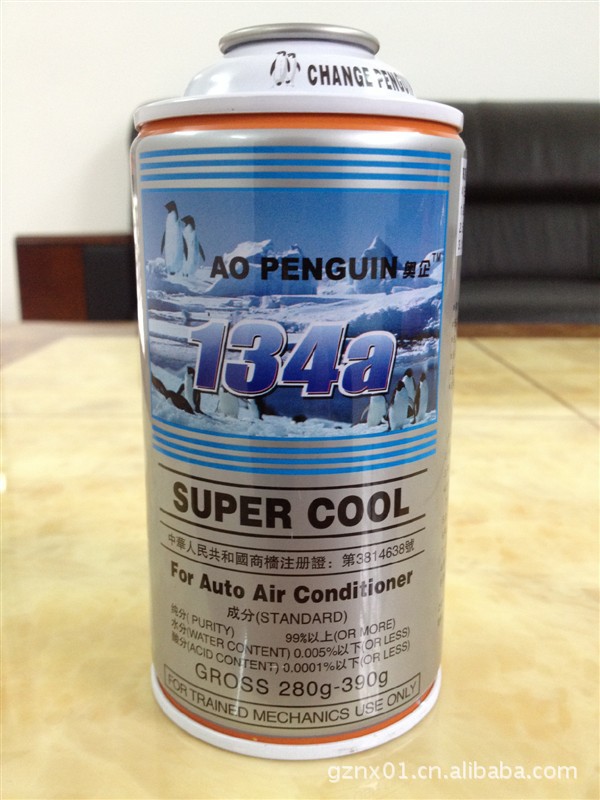 CHANGE PENGUIN
AO PENGUIN 奥企™
134a
SUPER COOL
中華人民共和國商標注册證：第3814638號
For Auto Air Conditioner
成分(STANDARD)
纯分(PURITY) 99%以上(OR MORE)
水分(WATER CONTENT) 0.005%以下(OR LESS)
酸分(ACID CONTENT) 0.0001%以下(OR LESS)
GROSS 280g-390g
FOR TRAINED MECHANICS USE ONLY
gznx01.cn.alibaba.com